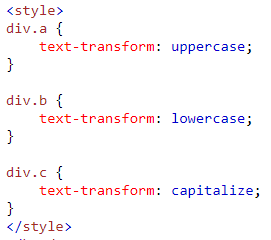 <style>
div.a {
    text-transform: uppercase;
}

div.b {
    text-transform: lowercase;
}

div.c {
    text-transform: capitalize;
}
</style>